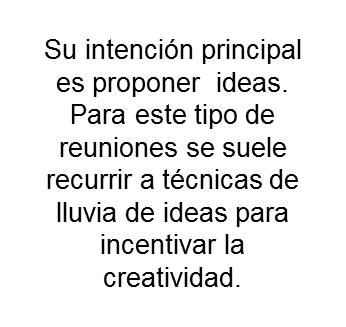 Su intención principal
es proponer  ideas.
Para este tipo de
reuniones se suele
recurrir a técnicas de
lluvia de ideas para
incentivar la
creatividad.